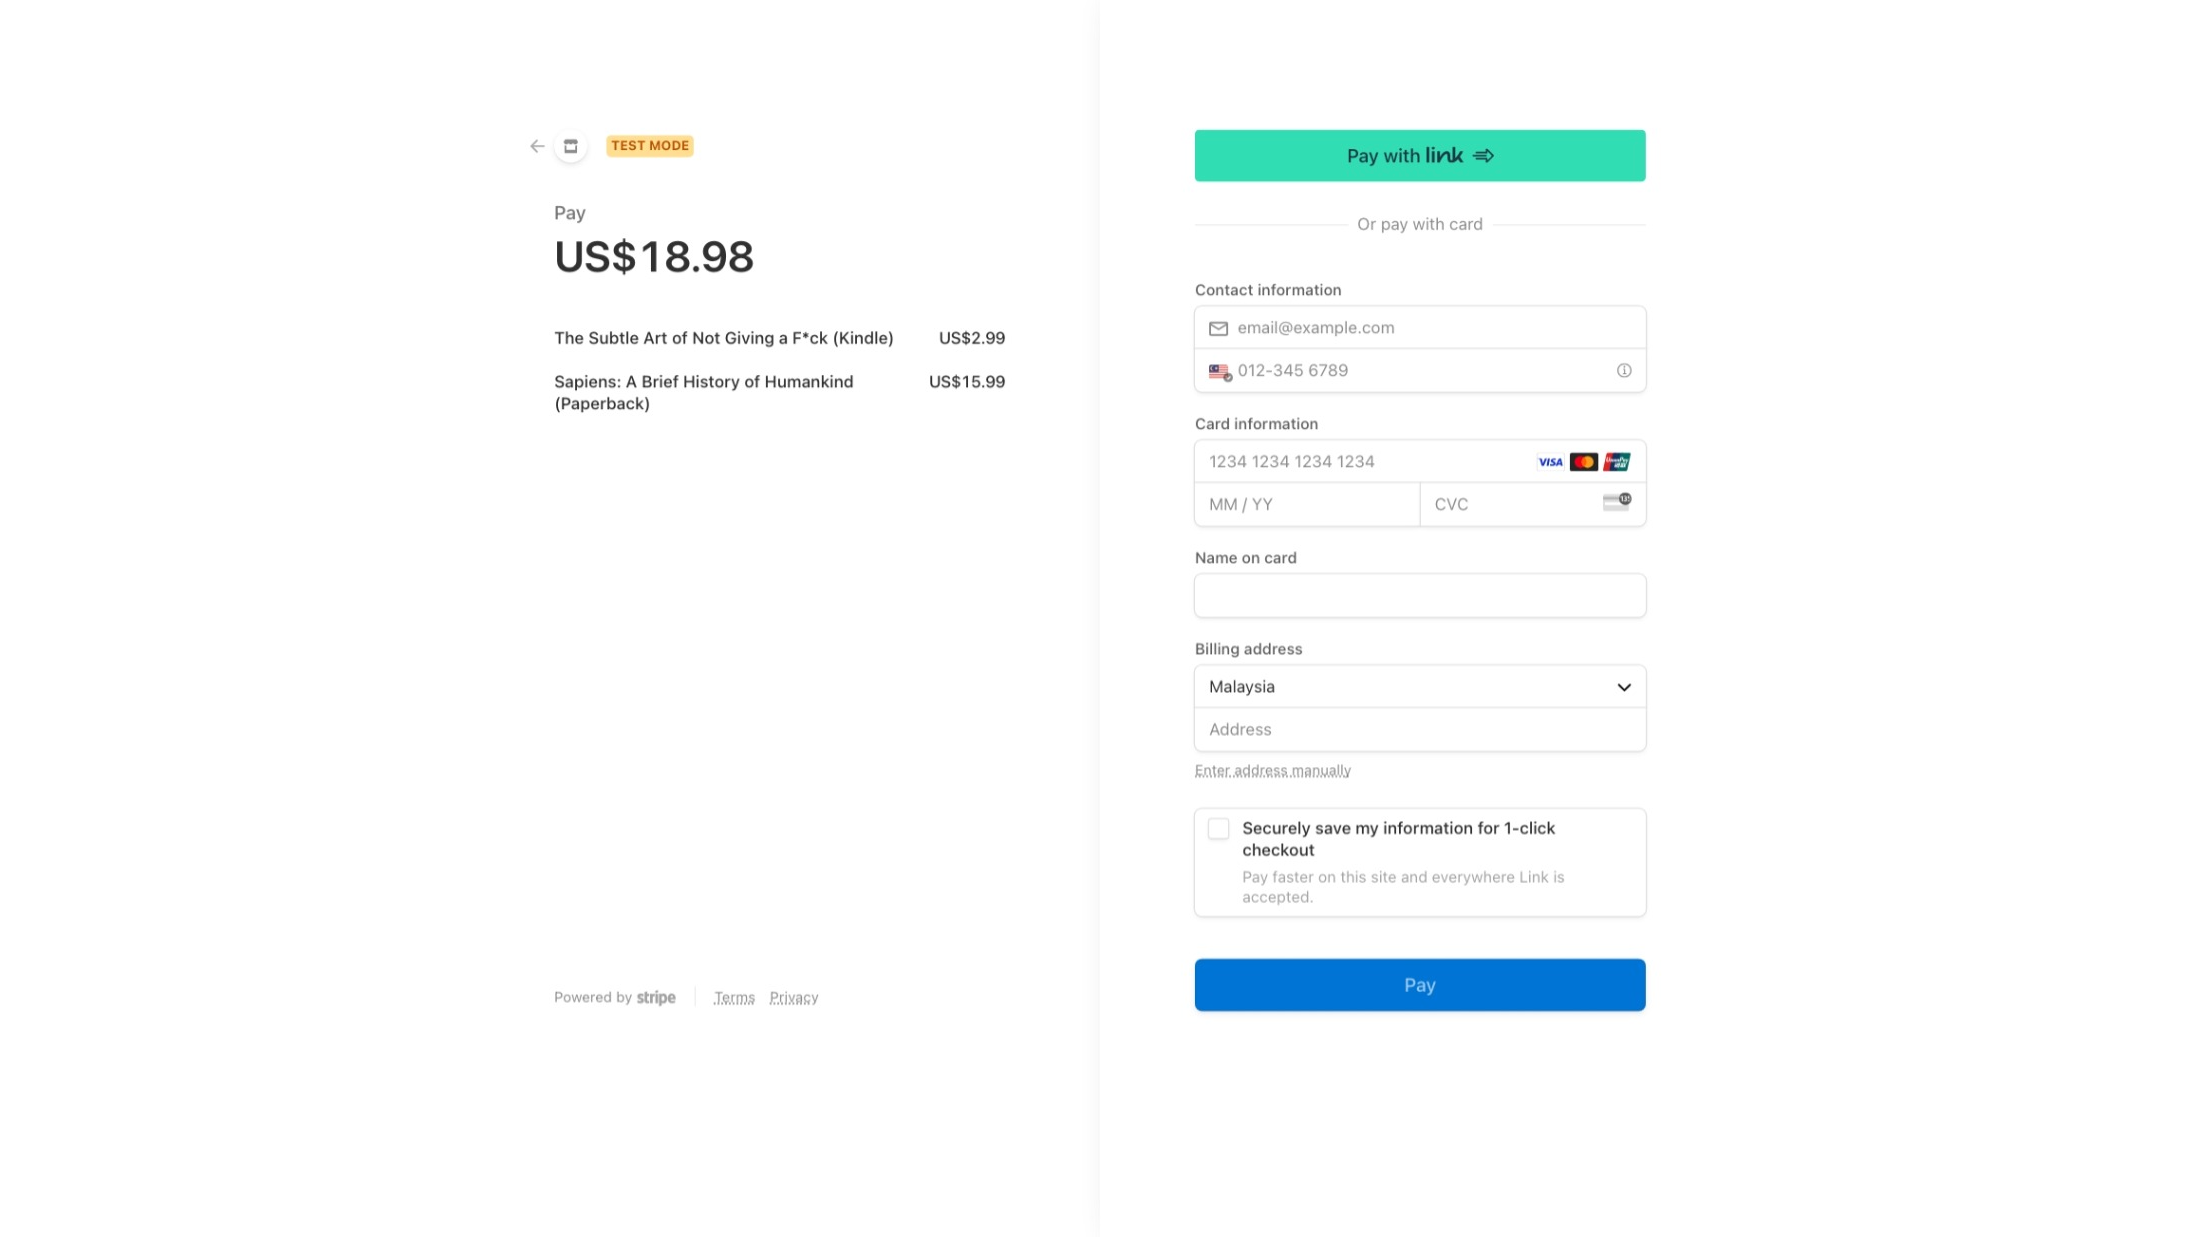 TEST MODE
Pay
US$18.98
The Subtle Art of Not Giving a F*ck (Kindle) US$2.99
Sapiens: A Brief History of Humankind US$15.99
(Paperback)
Powered by stripe Terms Privacy
Pay with link
Or pay with card
Contact information
email@example.com
012-345 6789
Card information
1234 1234 1234 1234 VISA
MM / YY CVC
Name on card
Billing address
Malaysia
Address
Enter address manually
Securely save my information for 1-click
checkout
Pay faster on this site and everywhere Link is
accepted.
Pay